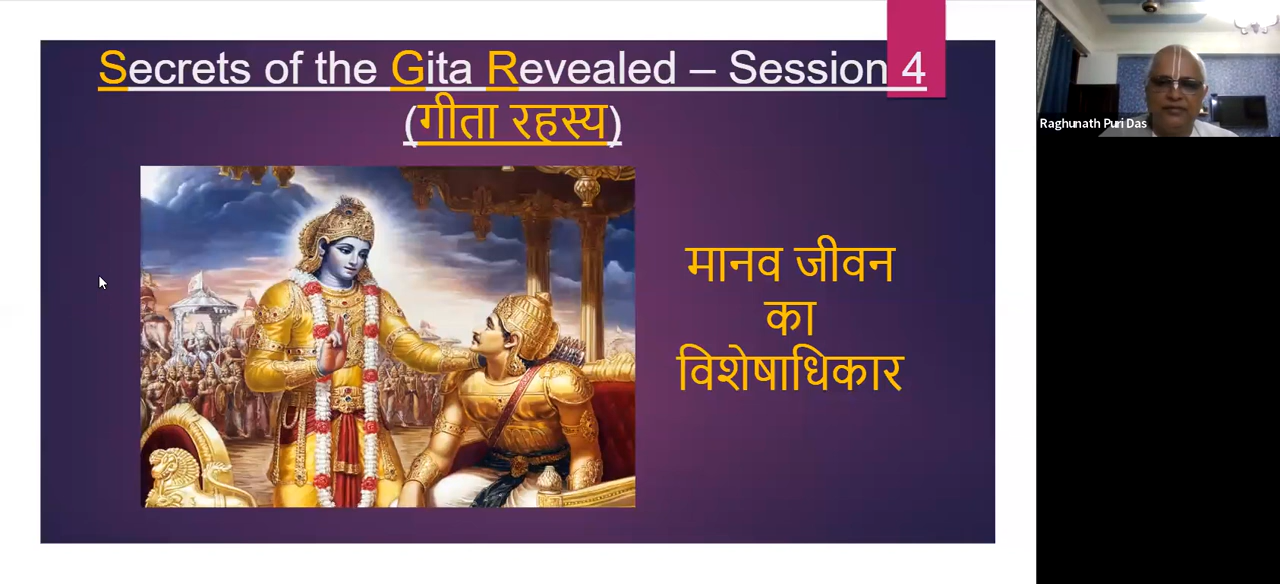 Secrets of the Gita Revealed – Session 4
(गीता रहस्य)
मानव जीवन
का
विशेषाधिकार
Raghunath Puri Das